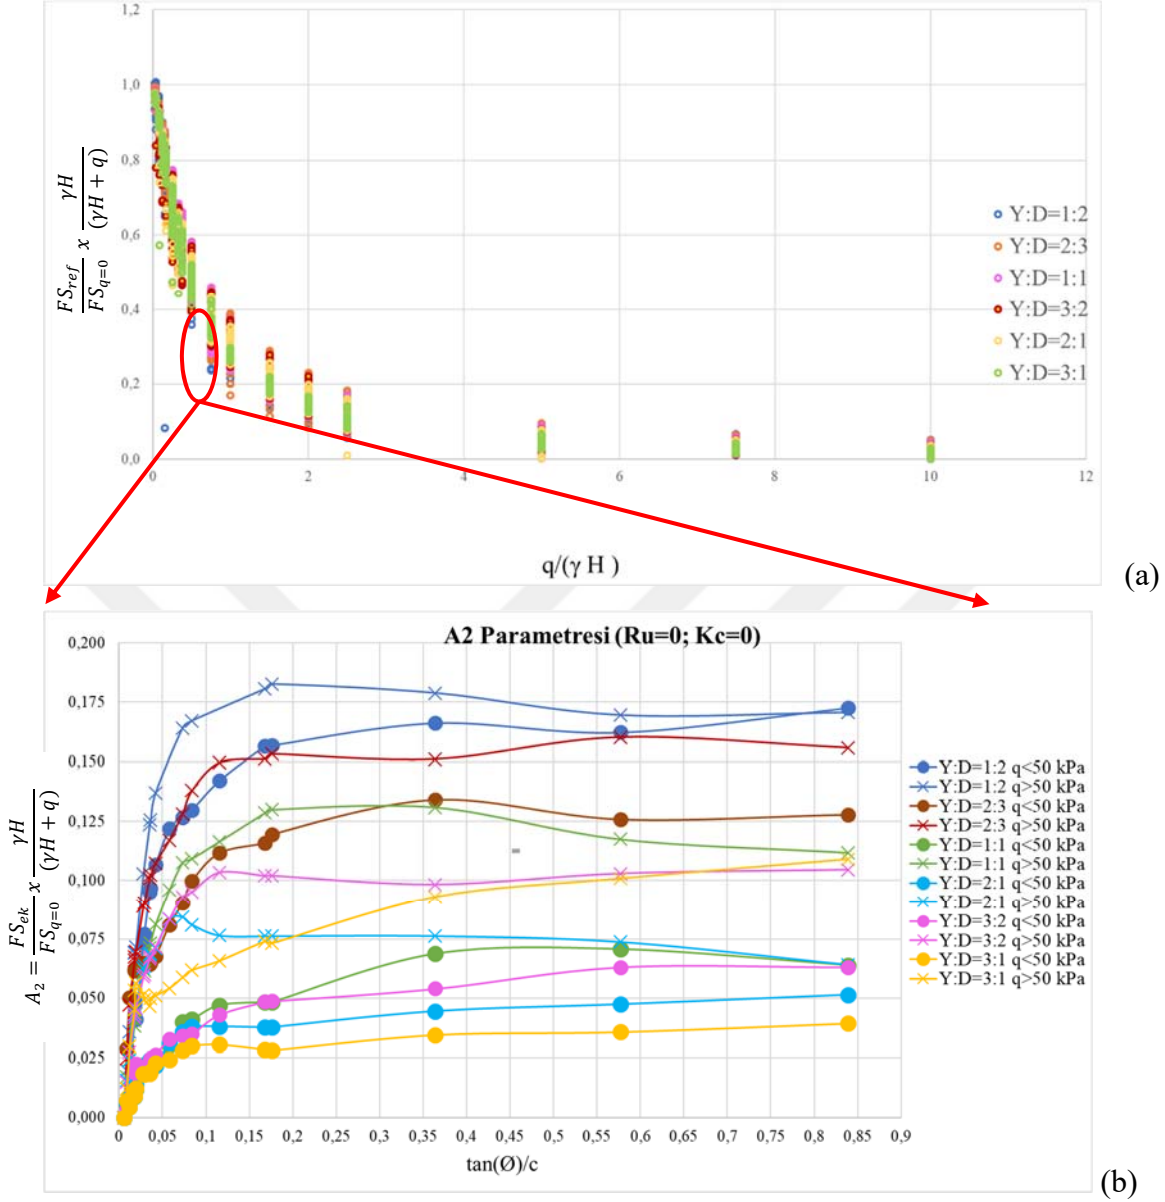 1,2
1,0
0,8
0,6
0,4
0,2
0,0
FS_ref / FS_q=0 x γH / (γH + q)
Y:D=1:2
Y:D=2:3
Y:D=1:1
Y:D=3:2
Y:D=2:1
Y:D=3:1
0 2 4 6 8 10 12
q/(γ H )
(a)
A2 Parametresi (Ru=0; Kc=0)
0,200
0,175
0,150
0,125
0,100
0,075
0,050
0,025
0,000
A_2 = FS_ek / FS_q=0 x γH / (γH + q)
Y:D=1:2 q<50 kPa
Y:D=1:2 q>50 kPa
Y:D=2:3 q<50 kPa
Y:D=2:3 q>50 kPa
Y:D=1:1 q<50 kPa
Y:D=1:1 q>50 kPa
Y:D=2:1 q<50 kPa
Y:D=2:1 q>50 kPa
Y:D=3:2 q<50 kPa
Y:D=3:2 q>50 kPa
Y:D=3:1 q<50 kPa
Y:D=3:1 q>50 kPa
0 0,05 0,1 0,15 0,2 0,25 0,3 0,35 0,4 0,45 0,5 0,55 0,6 0,65 0,7 0,75 0,8 0,85 0,9
tan(Ø)/c
(b)